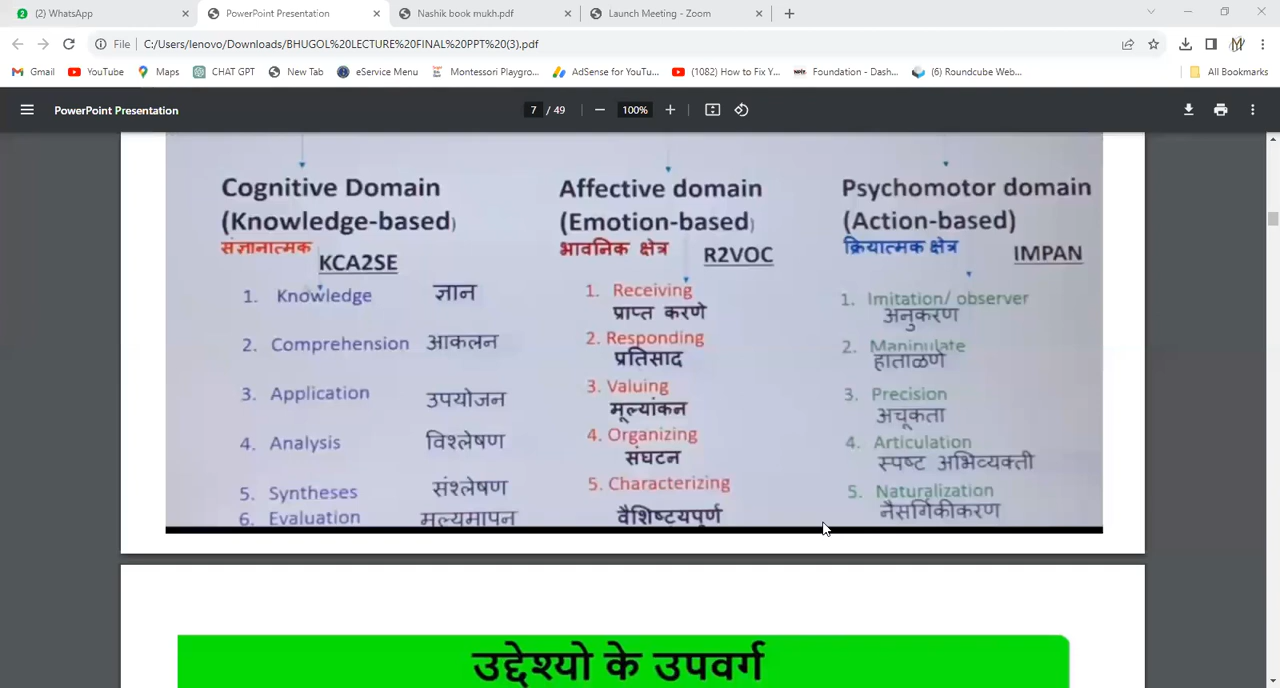 (2) WhatsApp
PowerPoint Presentation
Nashik book mukh.pdf
Launch Meeting - Zoom
File
C:/Users/lenovo/Downloads/BHUGOL%20LECTURE%20FINAL%20PPT%20(3).pdf
Gmail
YouTube
Maps
CHAT GPT
New Tab
eService Menu
Montessori Playgro...
AdSense for YouTu...
(1082) How to Fix Y...
Foundation - Dash...
(6) Roundcube Web...
All Bookmarks
PowerPoint Presentation
7 / 49
100%
Cognitive Domain
(Knowledge-based)
संज्ञानात्मक
KCA2SE
1. Knowledge ज्ञान
2. Comprehension आकलन
3. Application उपयोजन
4. Analysis विश्लेषण
5. Syntheses संश्लेषण
6. Evaluation मल्यमापन
Affective domain
(Emotion-based)
भावनिक क्षेत्र
R2VOC
1. Receiving
प्राप्त करणे
2. Responding
प्रतिसाद
3. Valuing
मूल्यांकन
4. Organizing
संघटन
5. Characterizing
वैशिष्टयपूर्ण
Psychomotor domain
(Action-based)
क्रियात्मक क्षेत्र
IMPAN
1. Imitation/ observer
अनुकरण
2. Maninulate
हाताळणे
3. Precision
अचूकता
4. Articulation
स्पष्ट अभिव्यक्ती
5. Naturalization
नैसर्गिकीकरण
उद्देश्यो के उपवर्ग